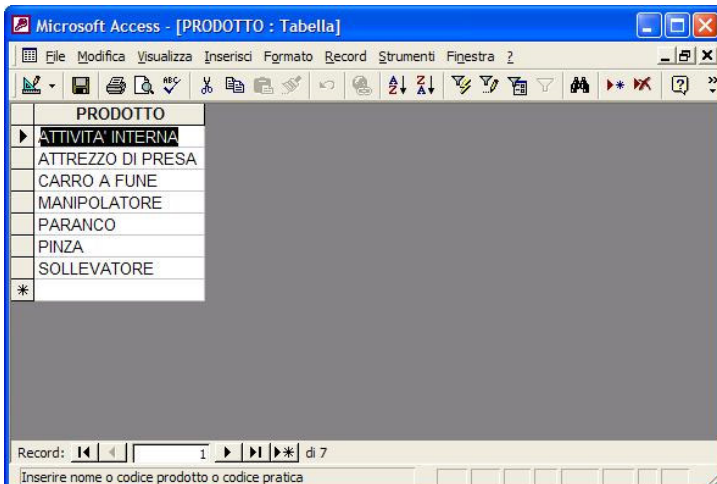 Microsoft Access - [PRODOTTO : Tabella]
File Modifica Visualizza Inserisci Formato Record Strumenti Finestra ?
PRODOTTO
ATTIVITA' INTERNA
ATTREZZO DI PRESA
CARRO A FUNE
MANIPOLATORE
PARANCO
PINZA
SOLLEVATORE
Record: 1 di 7
Inserire nome o codice prodotto o codice pratica